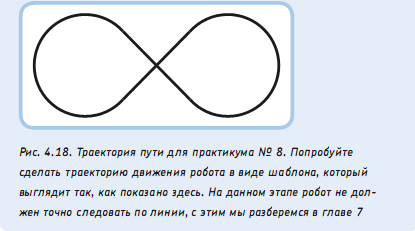 Рис. 4.18. Траектория пути для практикума № 8. Попробуйте
сделать траекторию движения робота в виде шаблона, который
выглядит так, как показано здесь. На данном этапе робот не дол-
жен точно следовать по линии, с этим мы разберемся в главе 7